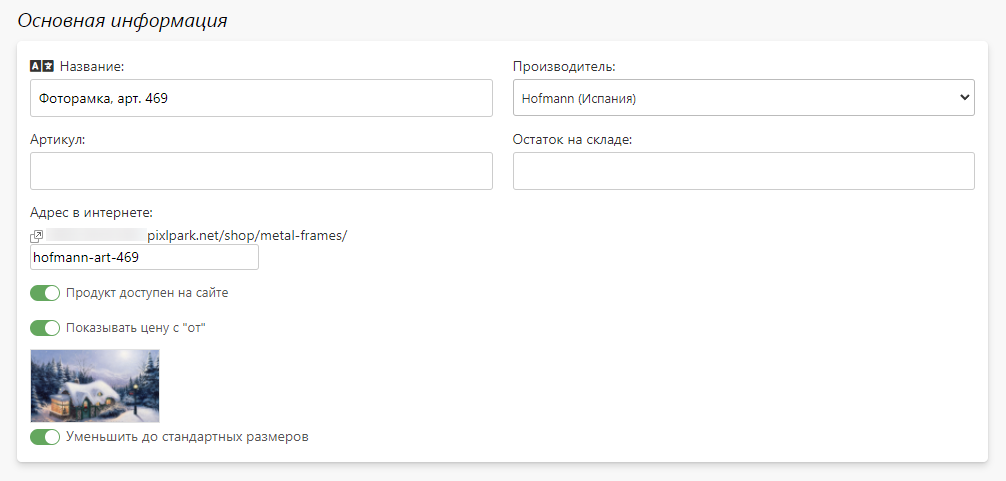 Основная информация
Название:
Производитель:
Фоторамка, арт. 469
Hofmann (Испания)
Артикул:
Остаток на складе:
Адрес в интернете:
pixlpark.net/shop/metal-frames/
hofmann-art-469
Продукт доступен на сайте
Показывать цену с "от"
Уменьшить до стандартных размеров